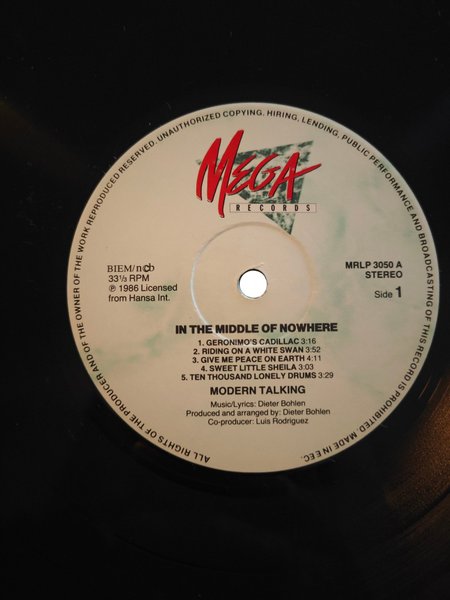 ALL RIGHTS OF THE PRODUCER AND OF THE OWNER OF THE WORK REPRODUCED RESERVED. UNAUTHORIZED COPYING, HIRING, LENDING, PUBLIC PERFORMANCE AND BROADCASTING OF THIS RECORD IS PROHIBITED. MADE IN EEC.
MEGA
RECORDS
BIEM/ncb
33⅓ RPM
℗ 1986 Licensed
from Hansa Int.
MRLP 3050 A
STEREO
Side 1
IN THE MIDDLE OF NOWHERE
1. GERONIMO'S CADILLAC 3:16
2. RIDING ON A WHITE SWAN 3:52
3. GIVE ME PEACE ON EARTH 4:11
4. SWEET LITTLE SHEILA 3:03
5. TEN THOUSAND LONELY DRUMS 3:29
MODERN TALKING
Music/Lyrics: Dieter Bohlen
Produced and arranged by: Dieter Bohlen
Co-producer: Luis Rodriguez